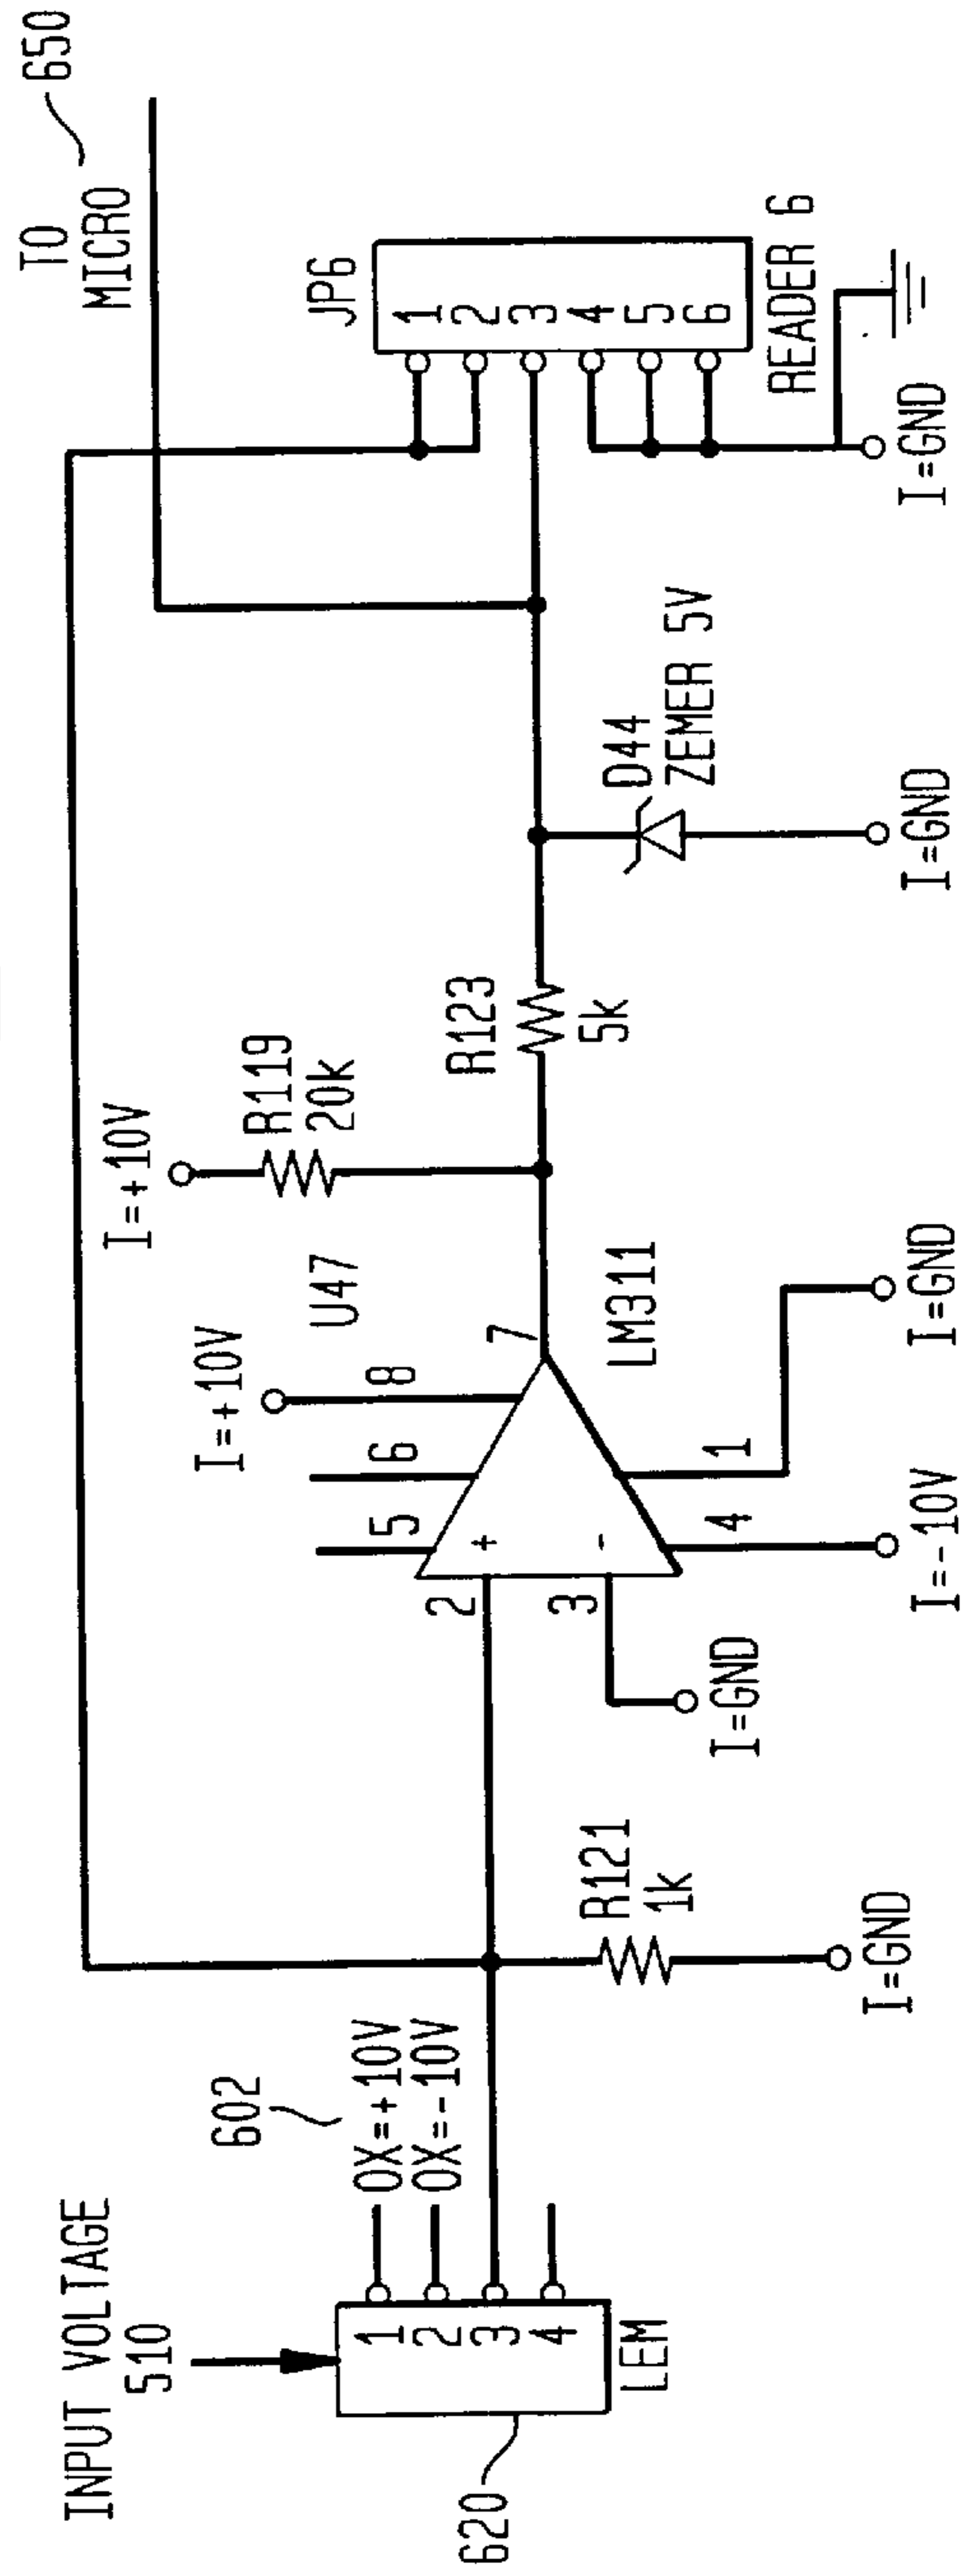 INPUT VOLTAGE
510
620
1
2
3
4
LEM
602
OX=+10V
OX=-10V
R121
1k
I=GND
2
3
+
-
I=GND
5
6
8
I=+10V
U47
7
LM311
4
1
I=-10V
I=GND
I=+10V
R119
20k
R123
5k
D44
ZEMER 5V
I=GND
TO
MICRO
650
JP6
1
2
3
4
5
6
READER 6
I=GND